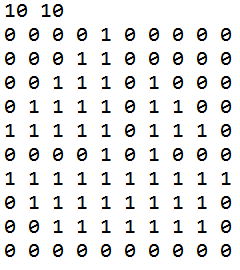 10 10
0 0 0 0 1 0 0 0 0 0
0 0 0 1 1 0 0 0 0 0
0 0 1 1 1 0 1 0 0 0
0 1 1 1 1 0 1 1 0 0
1 1 1 1 1 0 1 1 1 0
0 0 0 0 1 0 1 0 0 0
1 1 1 1 1 1 1 1 1 1
0 1 1 1 1 1 1 1 1 0
0 0 1 1 1 1 1 1 1 0
0 0 0 0 0 0 0 0 0 0